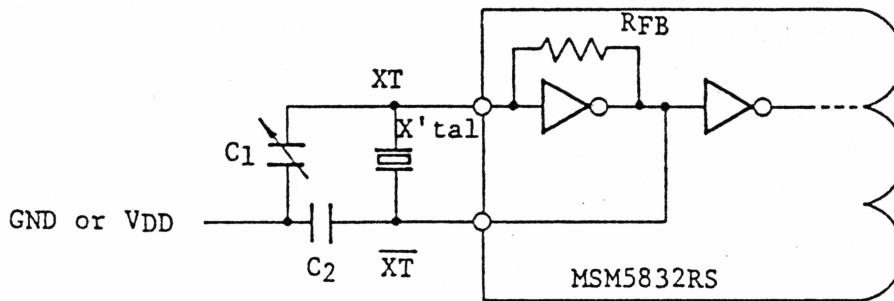 RFB
XT
X'tal
C1
GND or VDD
C2
XT
MSM5832RS